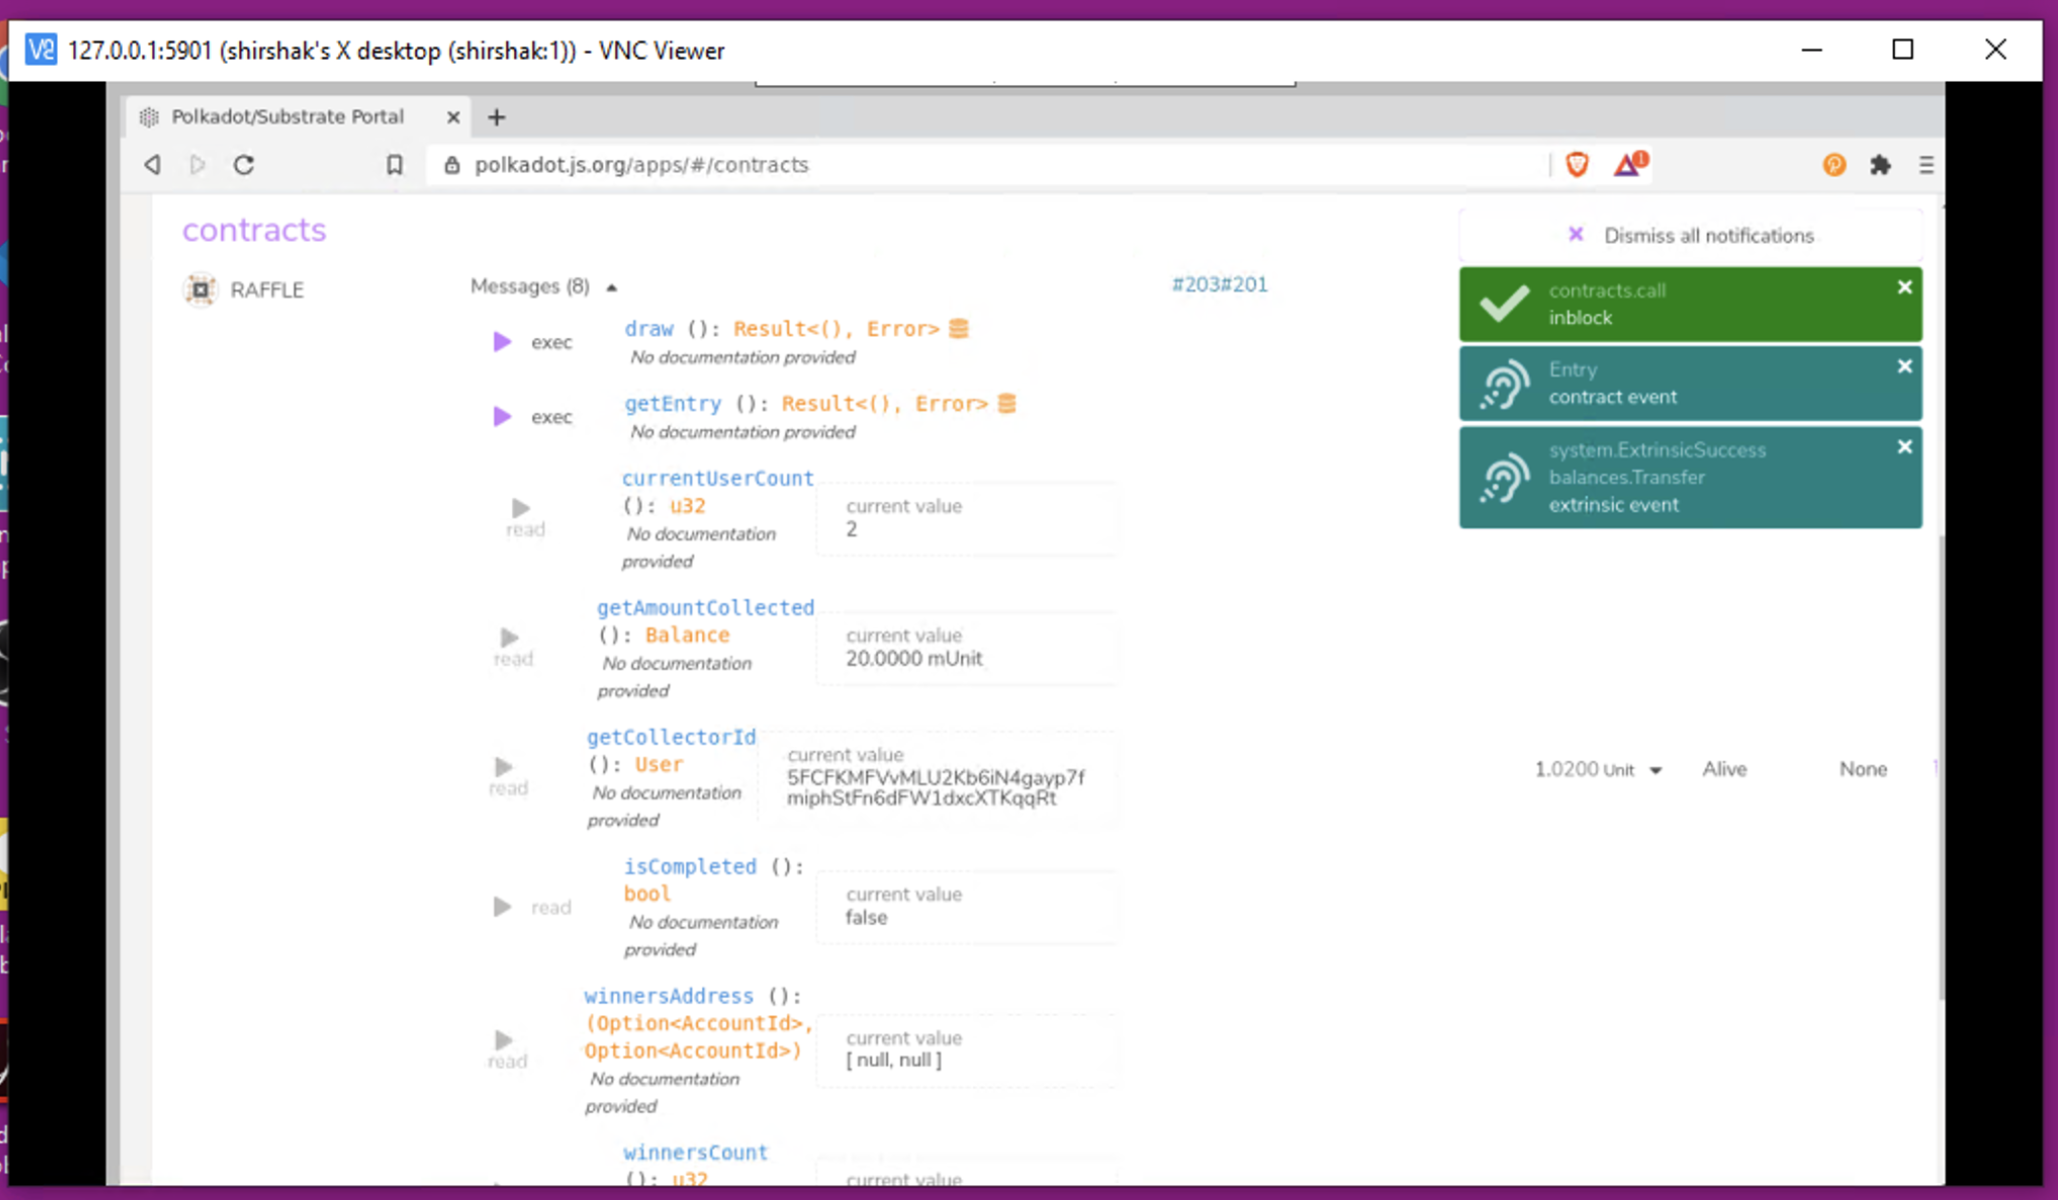 127.0.0.1:5901 (shirshak's X desktop (shirshak:1)) - VNC Viewer
Polkadot/Substrate Portal
polkadot.js.org/apps/#/contracts
contracts
Dismiss all notifications
RAFFLE
Messages (8)
#203#201
contracts.call
inblock
exec
draw (): Result<(), Error>
No documentation provided
exec
getEntry (): Result<(), Error>
No documentation provided
Entry
contract event
system.ExtrinsicSuccess
balances.Transfer
extrinsic event
read
currentUserCount
(): u32
No documentation
provided
current value
2
read
getAmountCollected
(): Balance
No documentation
provided
current value
20.0000 mUnit
read
getCollectorId
(): User
No documentation
provided
current value
5FCFKMFVvMLU2Kb6iN4gayp7f
miphStFn6dFW1dxcXTKqqRt
1.0200 Unit
Alive
None
read
isCompleted ():
bool
No documentation
provided
current value
false
read
winnersAddress ():
(Option<AccountId>,
Option<AccountId>)
No documentation
provided
current value
[ null, null ]
winnersCount
(): u32
current value